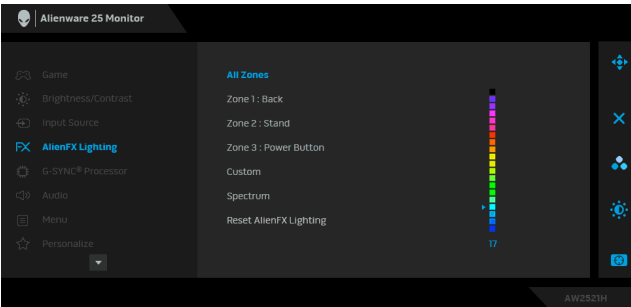 Alienware 25 Monitor
Game
Brightness/Contrast
Input Source
FX AlienFX Lighting
G-SYNC® Processor
Audio
Menu
Personalize
All Zones
Zone 1 : Back
Zone 2 : Stand
Zone 3 : Power Button
Custom
Spectrum
Reset AlienFX Lighting
17
AW2521H